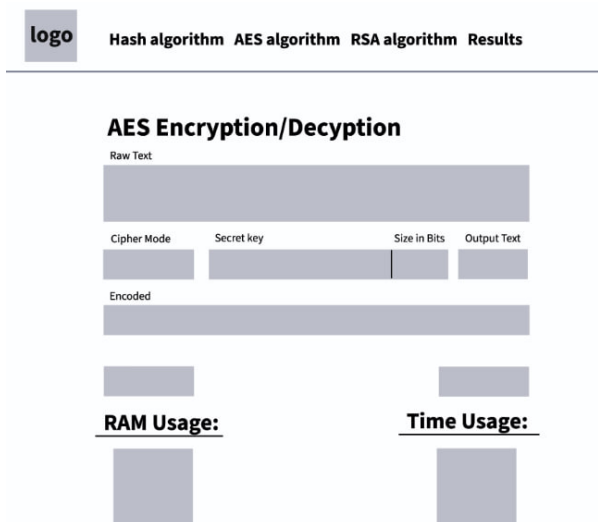 logo
Hash algorithm AES algorithm RSA algorithm Results
AES Encryption/Decyption
Raw Text
Cipher Mode Secret key Size in Bits Output Text
Encoded
RAM Usage: Time Usage: